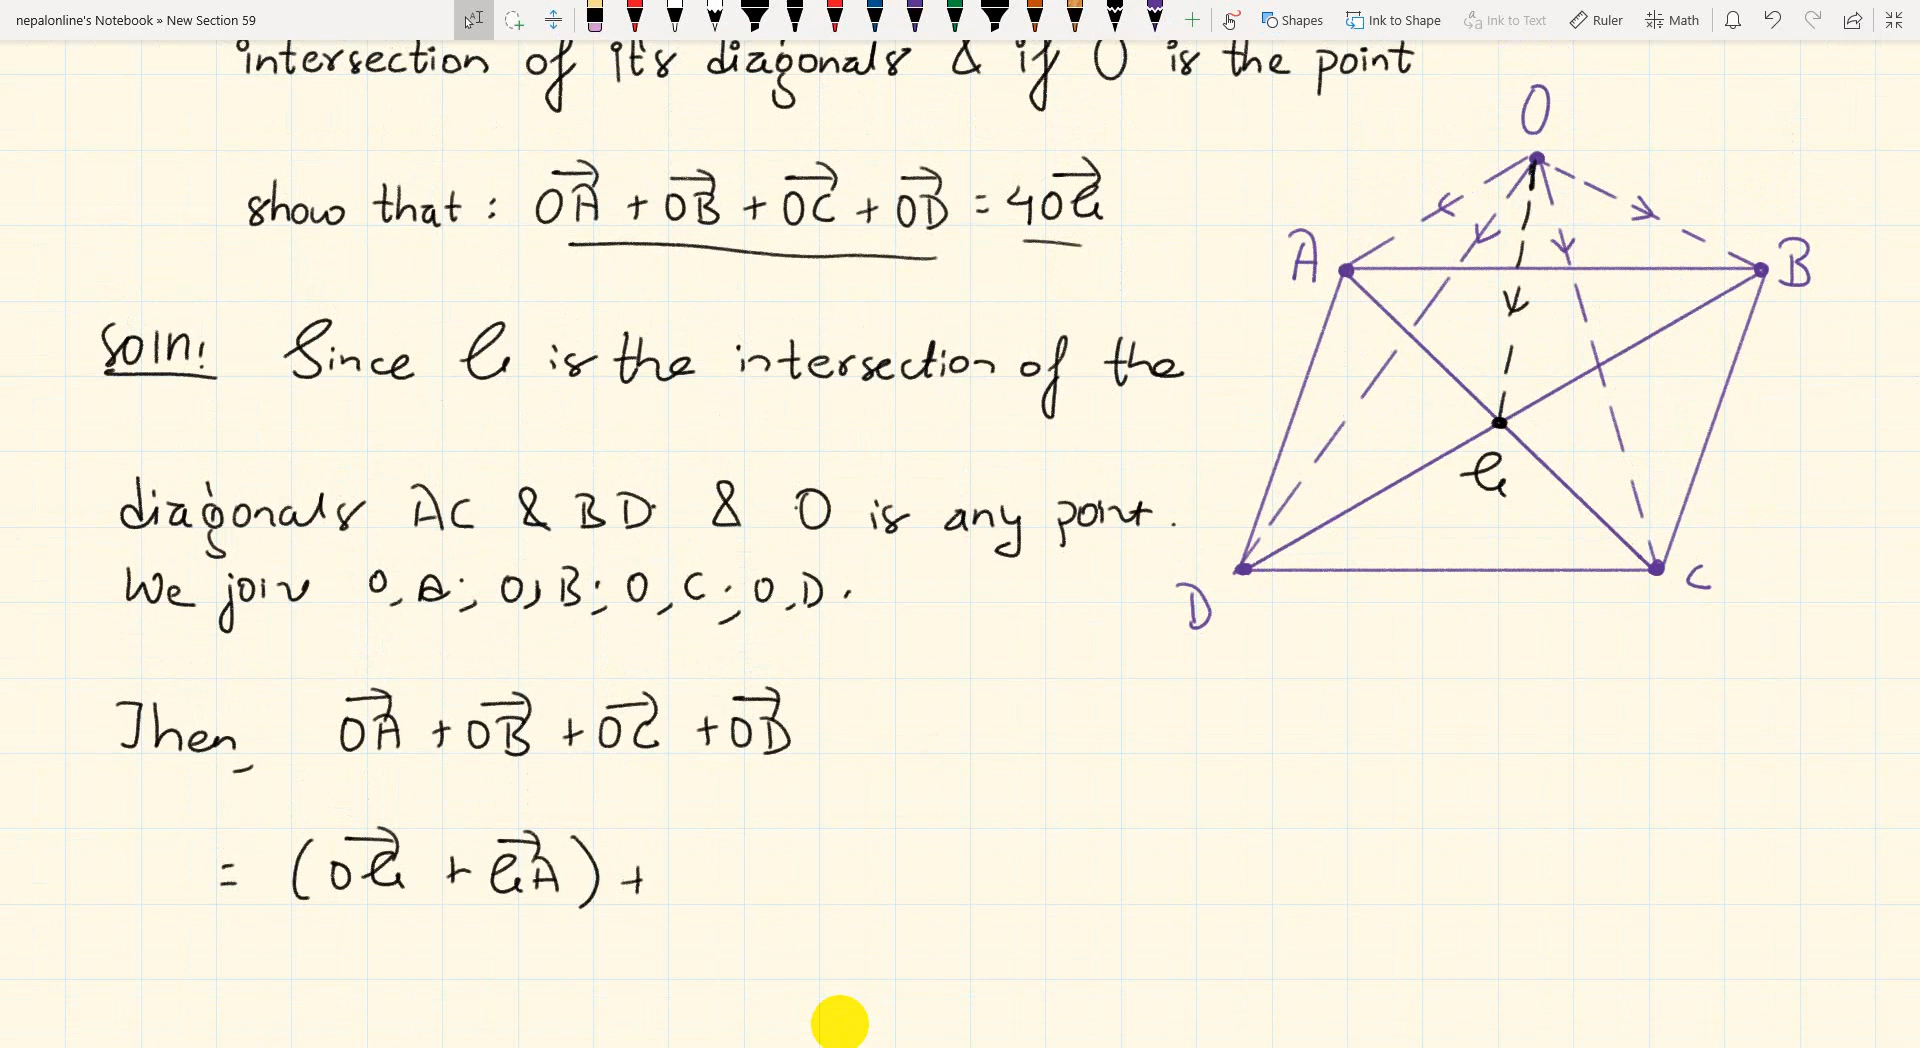 nepalonline's Notebook » New Section 59
Shapes Ink to Shape Ink to Text Ruler Math
intersection of it's diagonals & if O is the point
show that : OA + OB + OC + OD = 4OG
Soln: Since G is the intersection of the
diagonals AC & BD & O is any point.
We join O, A; O, B; O, C; O, D.
Then, OA + OB + OC + OD
= (OG + GA) +
O
A
B
G
D
C